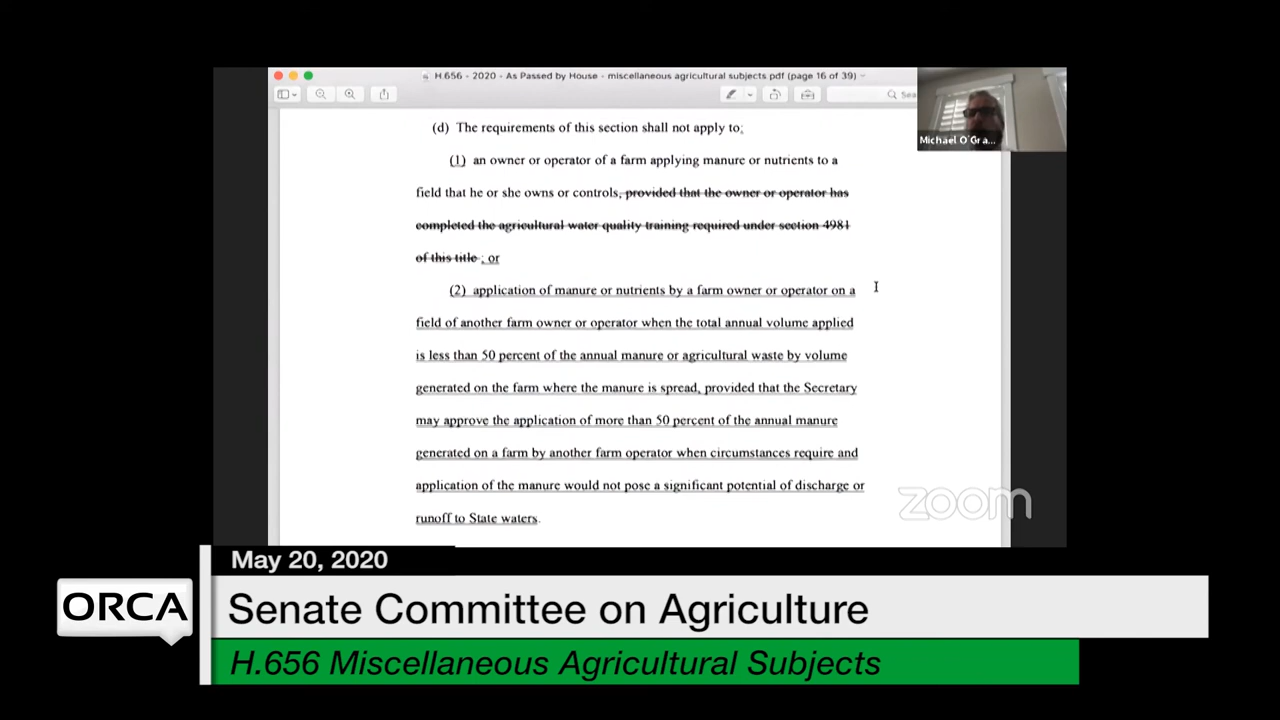 H.656 - 2020 - As Passed by House - miscellaneous agricultural subjects.pdf (page 16 of 39)
Sea
Michael O'Gra...
(d) The requirements of this section shall not apply to:
(1) an owner or operator of a farm applying manure or nutrients to a
field that he or she owns or controls, provided that the owner or operator has
completed the agricultural water quality training required under section 4981
of this title ; or
(2) application of manure or nutrients by a farm owner or operator on a
field of another farm owner or operator when the total annual volume applied
is less than 50 percent of the annual manure or agricultural waste by volume
generated on the farm where the manure is spread, provided that the Secretary
may approve the application of more than 50 percent of the annual manure
generated on a farm by another farm operator when circumstances require and
application of the manure would not pose a significant potential of discharge or
runoff to State waters.
zoom
May 20, 2020
ORCA
Senate Committee on Agriculture
H.656 Miscellaneous Agricultural Subjects